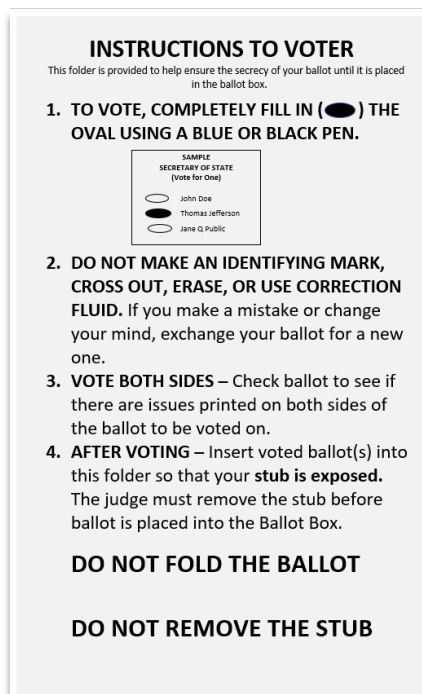 INSTRUCTIONS TO VOTER
This folder is provided to help ensure the secrecy of your ballot until it is placed
in the ballot box.
1. TO VOTE, COMPLETELY FILL IN ( ) THE
OVAL USING A BLUE OR BLACK PEN.
SAMPLE
SECRETARY OF STATE
(Vote for One)
John Doe
Thomas Jefferson
Jane Q Public
2. DO NOT MAKE AN IDENTIFYING MARK,
CROSS OUT, ERASE, OR USE CORRECTION
FLUID. If you make a mistake or change
your mind, exchange your ballot for a new
one.
3. VOTE BOTH SIDES – Check ballot to see if
there are issues printed on both sides of
the ballot to be voted on.
4. AFTER VOTING – Insert voted ballot(s) into
this folder so that your stub is exposed.
The judge must remove the stub before
ballot is placed into the Ballot Box.
DO NOT FOLD THE BALLOT
DO NOT REMOVE THE STUB